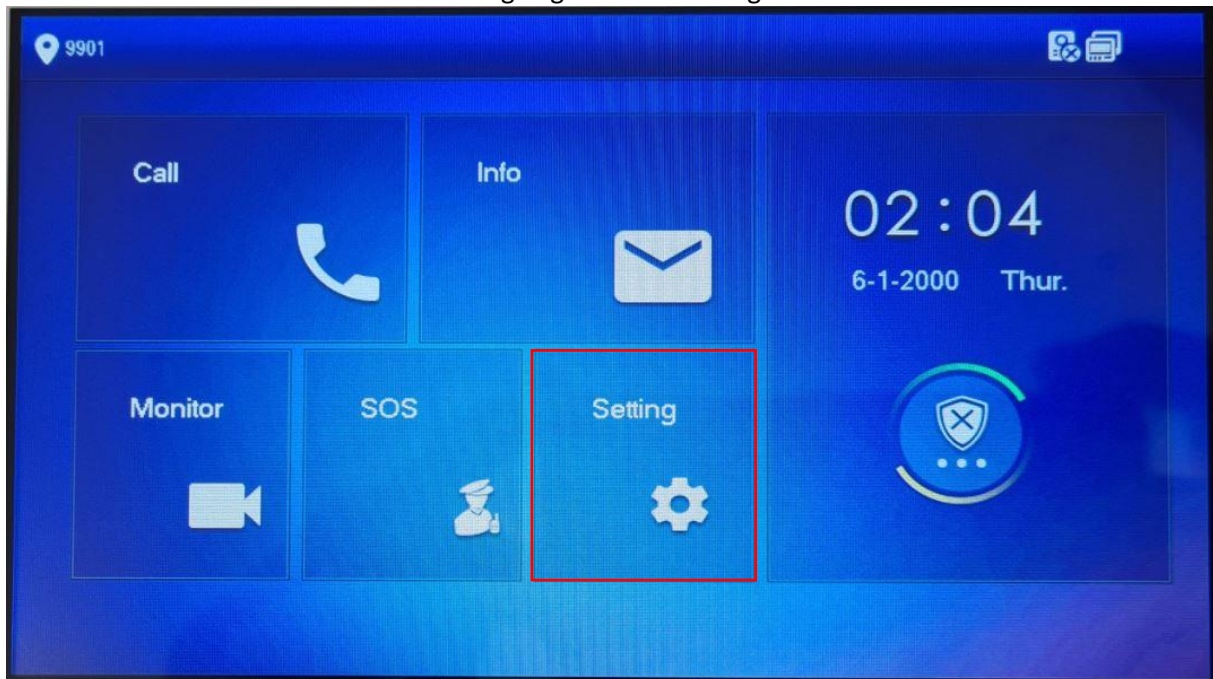 9901
Call
Info
02:04
6-1-2000 Thur.
Monitor
SOS
Setting